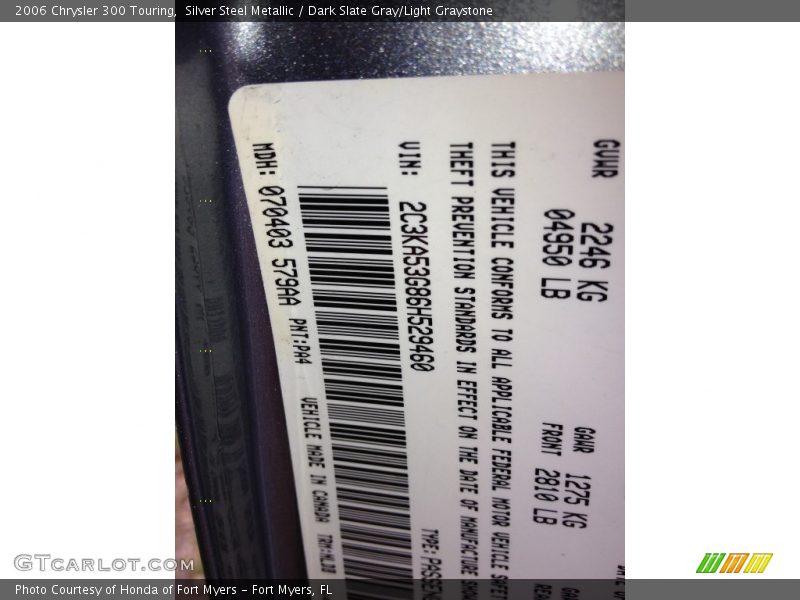 2006 Chrysler 300 Touring, Silver Steel Metallic / Dark Slate Gray/Light Graystone
GVWR 2246 KG
04950 LB
GAWR 1275 KG
FRONT 2810 LB
THIS VEHICLE CONFORMS TO ALL APPLICABLE FEDERAL MOTOR VEHICLE
THEFT PREVENTION STANDARDS IN EFFECT ON THE DATE OF MANUFACTURE
VIN: 2C3KA53G86H529460
TYPE:
MDH: 070403 579AA PNT:PA4 VEHICLE MADE IN CANADA
GTCarLot.com
Photo Courtesy of Honda of Fort Myers - Fort Myers, FL